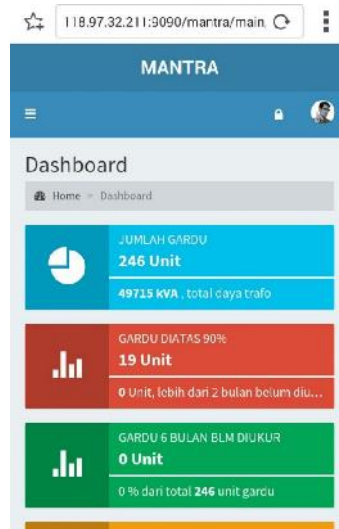 118.97.32.211:9090/mantra/main.
MANTRA
Dashboard
Home > Dashboard
JUMLAH GARDU
246 Unit
49715 kVA , total daya trafo
GARDU DIATAS 90%
19 Unit
0 Unit, lebih dari 2 bulan belum diu...
GARDU 6 BULAN BLM DIUKUR
0 Unit
0 % dari total 246 unit gardu